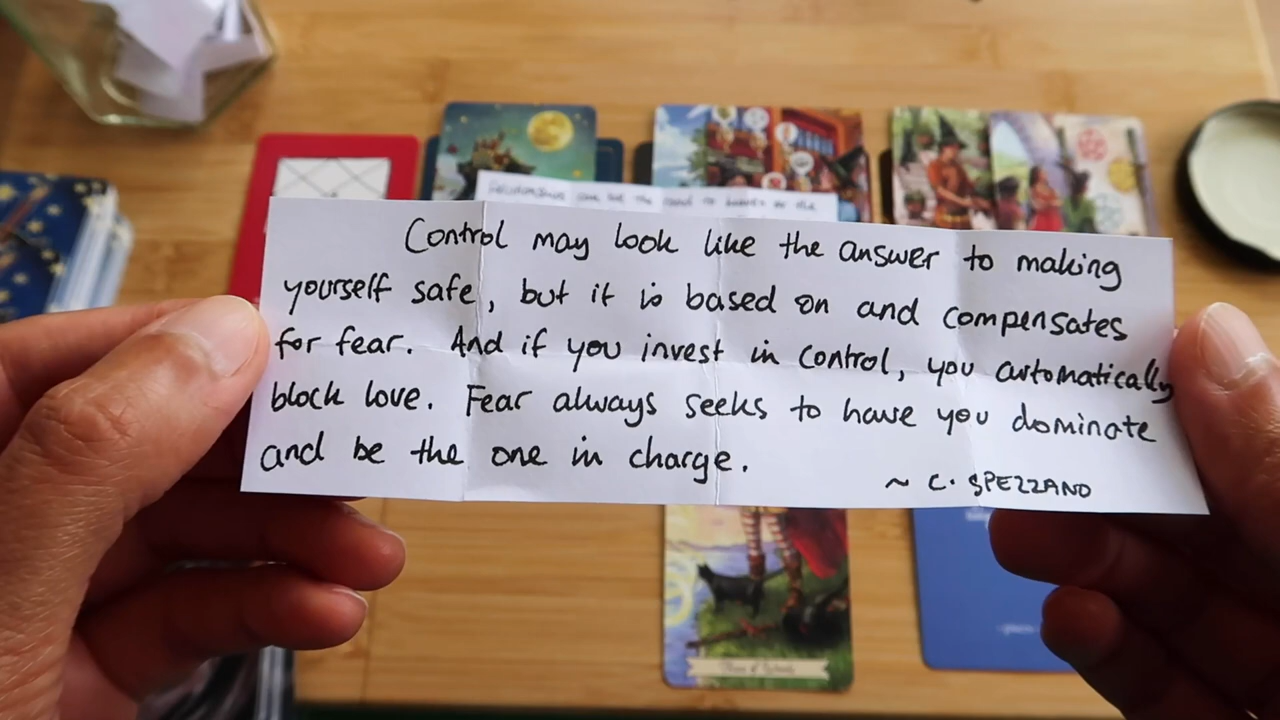 Control may look like the answer to making
yourself safe, but it is based on and compensates
for fear. And if you invest in control, you automatically
block love. Fear always seeks to have you dominate
and be the one in charge.
~ C. SPEZZANO